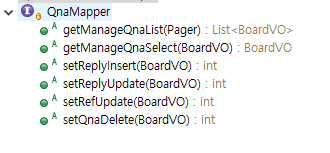 QnaMapper
getManageQnaList(Pager) : List<BoardVO>
getManageQnaSelect(BoardVO) : BoardVO
setReplyInsert(BoardVO) : int
setReplyUpdate(BoardVO) : int
setRefUpdate(BoardVO) : int
setQnaDelete(BoardVO) : int